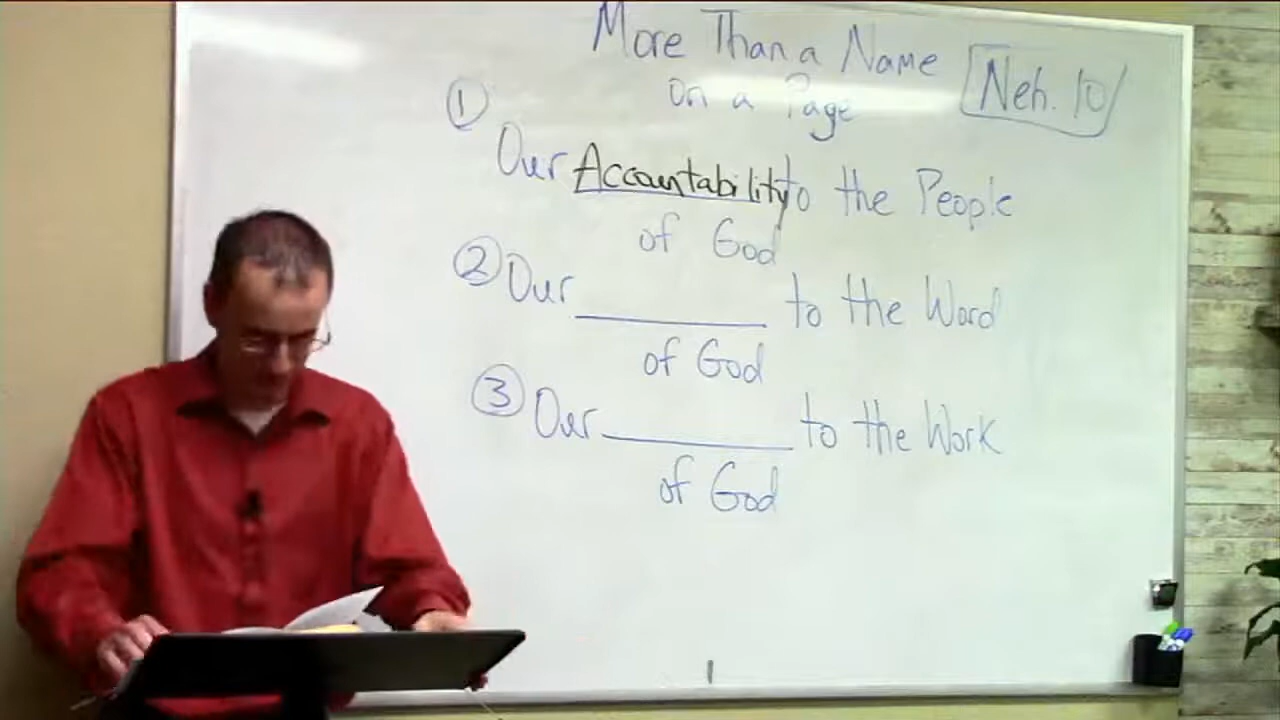 More Than a Name
on a Page
Neh. 10
①
Our Accountability to the People
of God
② Our ________ to the Word
of God
③ Our ________ to the Work
of God